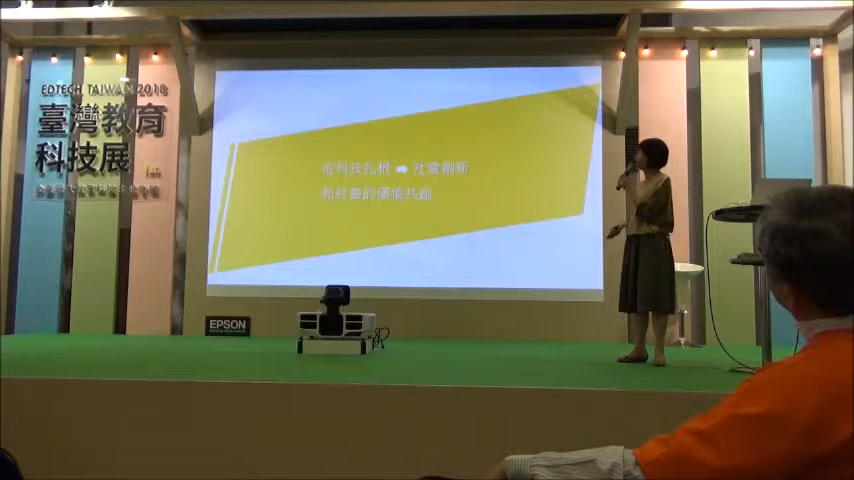 EDTECH TAIWAN 2018
臺灣教育
科技展
從科技扎根 ➡ 社會創新
和社會的價值共創
EPSON